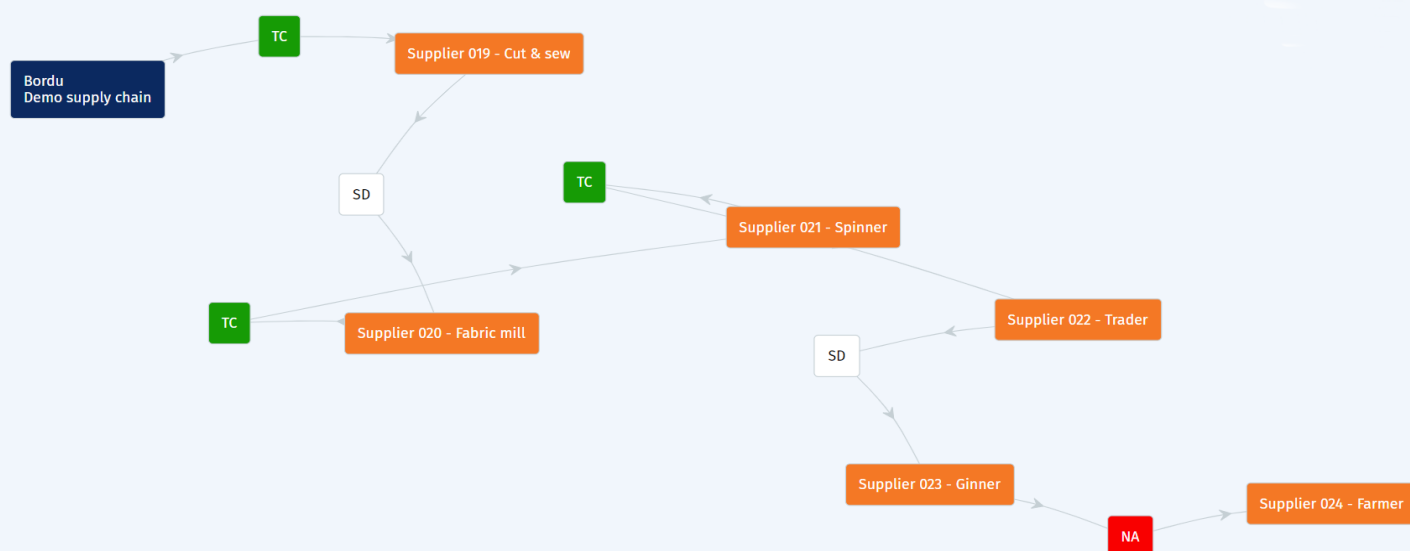 TC
Supplier 019 - Cut & sew
Bordu
Demo supply chain
TC
SD
Supplier 021 - Spinner
TC
Supplier 020 - Fabric mill
Supplier 022 - Trader
SD
Supplier 023 - Ginner
Supplier 024 - Farmer
NA